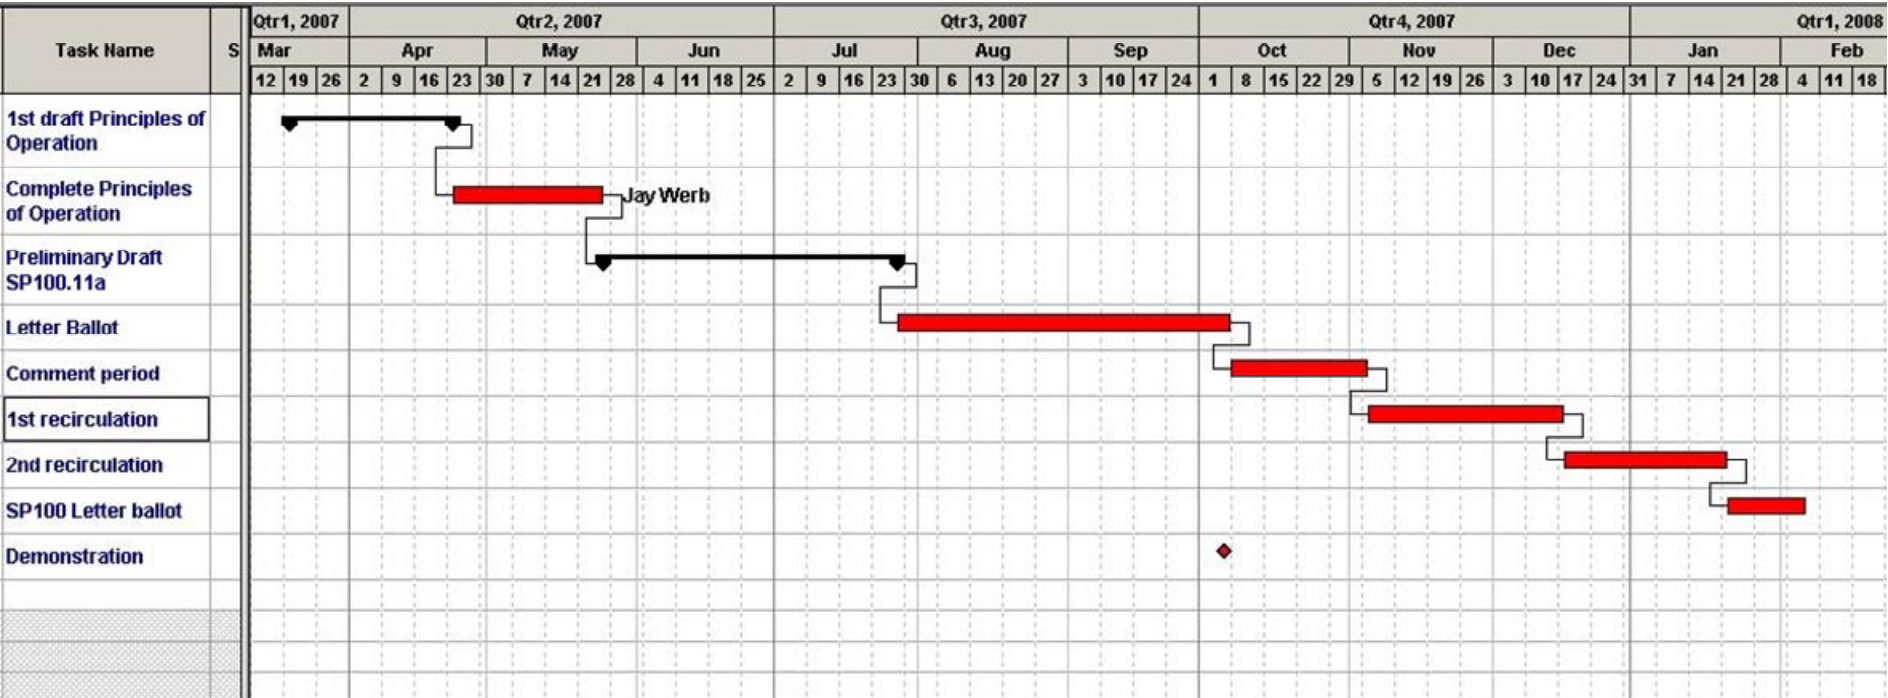 Task Name S
Qtr1, 2007 Qtr2, 2007 Qtr3, 2007 Qtr4, 2007 Qtr1, 2008
Mar Apr May Jun Jul Aug Sep Oct Nov Dec Jan Feb
12 19 26 2 9 16 23 30 7 14 21 28 4 11 18 25 2 9 16 23 30 6 13 20 27 3 10 17 24 1 8 15 22 29 5 12 19 26 3 10 17 24 31 7 14 21 28 4 11 18
1st draft Principles of
Operation
Complete Principles
of Operation
Jay Werb
Preliminary Draft
SP100.11a
Letter Ballot
Comment period
1st recirculation
2nd recirculation
SP100 Letter ballot
Demonstration